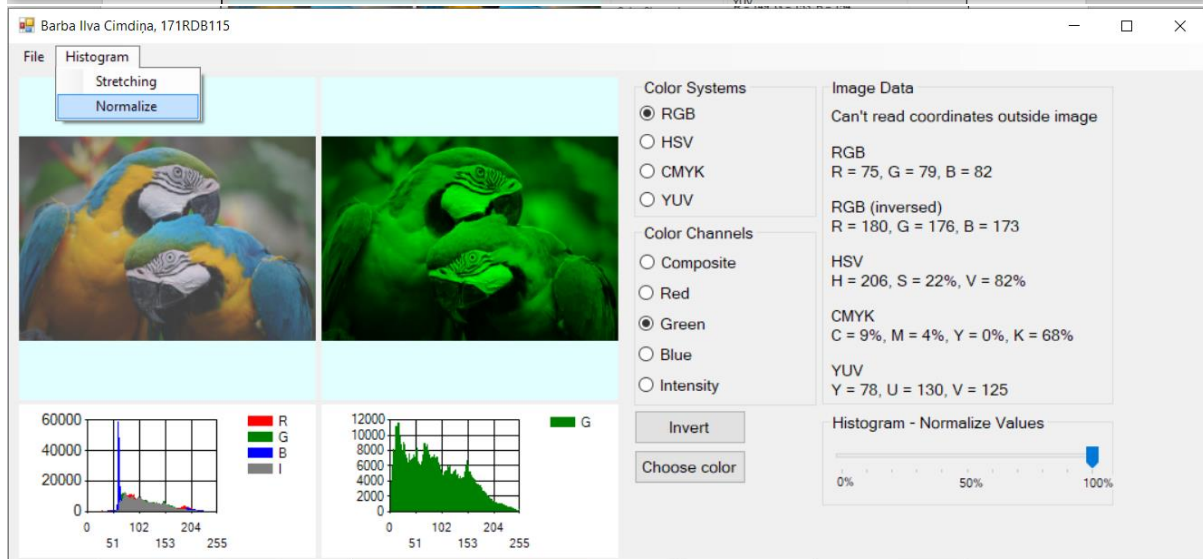 Barba Ilva Cimdiņa, 171RDB115
File Histogram
Stretching
Normalize
Color Systems
RGB
HSV
CMYK
YUV
Color Channels
Composite
Red
Green
Blue
Intensity
Invert
Choose color
Image Data
Can't read coordinates outside image
RGB
R = 75, G = 79, B = 82
RGB (inversed)
R = 180, G = 176, B = 173
HSV
H = 206, S = 22%, V = 82%
CMYK
C = 9%, M = 4%, Y = 0%, K = 68%
YUV
Y = 78, U = 130, V = 125
Histogram - Normalize Values
0% 50% 100%
60000
40000
20000
0
0 102 204
51 153 255
R
G
B
I
12000
10000
8000
6000
4000
2000
0
0 102 204
51 153 255
G